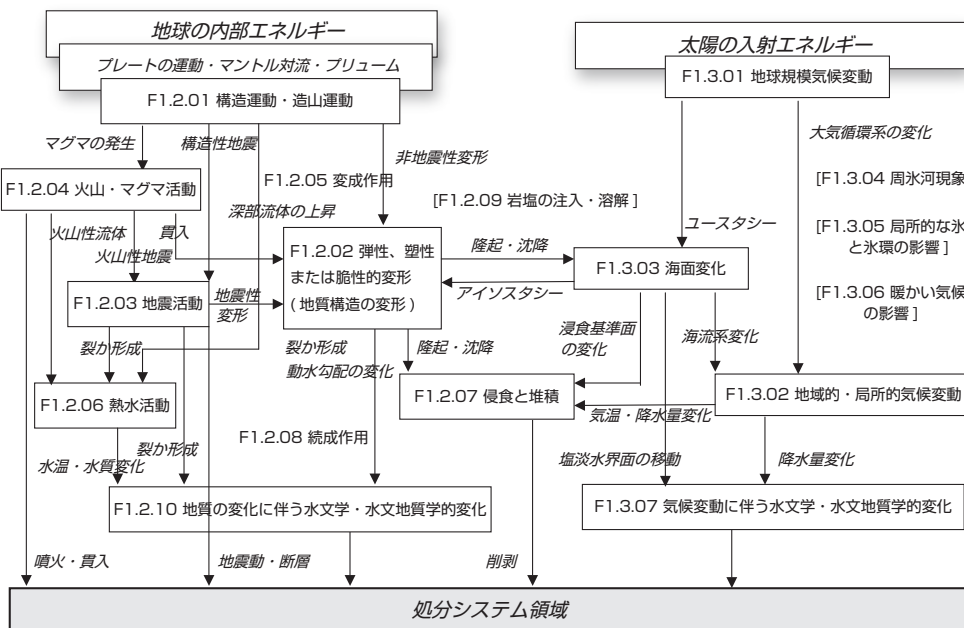 地球の内部エネルギー
プレートの運動・マントル対流・プリューム
F1.2.01 構造運動・造山運動
太陽の入射エネルギー
F1.3.01 地球規模気候変動
マグマの発生
構造性地震
非地震性変形
大気循環系の変化
F1.2.04 火山・マグマ活動
F1.2.05 変成作用
[F1.2.09 岩塩の注入・溶解 ]
[F1.3.04 周氷河現象
深部流体の上昇
火山性流体
貫入
火山性地震
ユースタシー
[F1.3.05 局所的な氷
と氷環の影響 ]
F1.2.02 弾性、塑性
または脆性的変形
( 地質構造の変形 )
隆起・沈降
アイソスタシー
F1.3.03 海面変化
F1.2.03 地震活動
地震性
変形
[F1.3.06 暖かい気候
の影響 ]
裂か形成
裂か形成
動水勾配の変化
隆起・沈降
浸食基準面
の変化
海流系変化
F1.2.06 熱水活動
F1.2.07 侵食と堆積
F1.3.02 地域的・局所的気候変動
気温・降水量変化
F1.2.08 続成作用
裂か形成
水温・水質変化
塩淡水界面の移動
降水量変化
F1.2.10 地質の変化に伴う水文学・水文地質学的変化
F1.3.07 気候変動に伴う水文学・水文地質学的変化
噴火・貫入
地震動・断層
削剥
処分システム領域